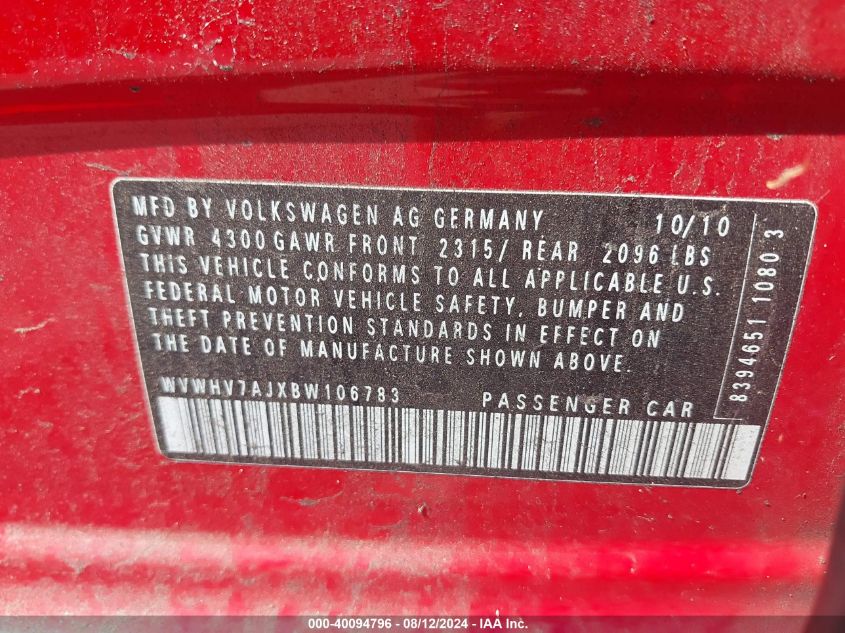 MFD BY VOLKSWAGEN AG GERMANY 10/10
GVWR 4300 GAWR FRONT 2315/ REAR 2096 LBS
THIS VEHICLE CONFORMS TO ALL APPLICABLE U.S.
FEDERAL MOTOR VEHICLE SAFETY, BUMPER AND
THEFT PREVENTION STANDARDS IN EFFECT ON
THE DATE OF MANUFACTURE SHOWN ABOVE.
WVWHV7AJXBW106783 PASSENGER CAR
8394651 1080 3
000-40094796 - 08/12/2024 - IAA Inc.